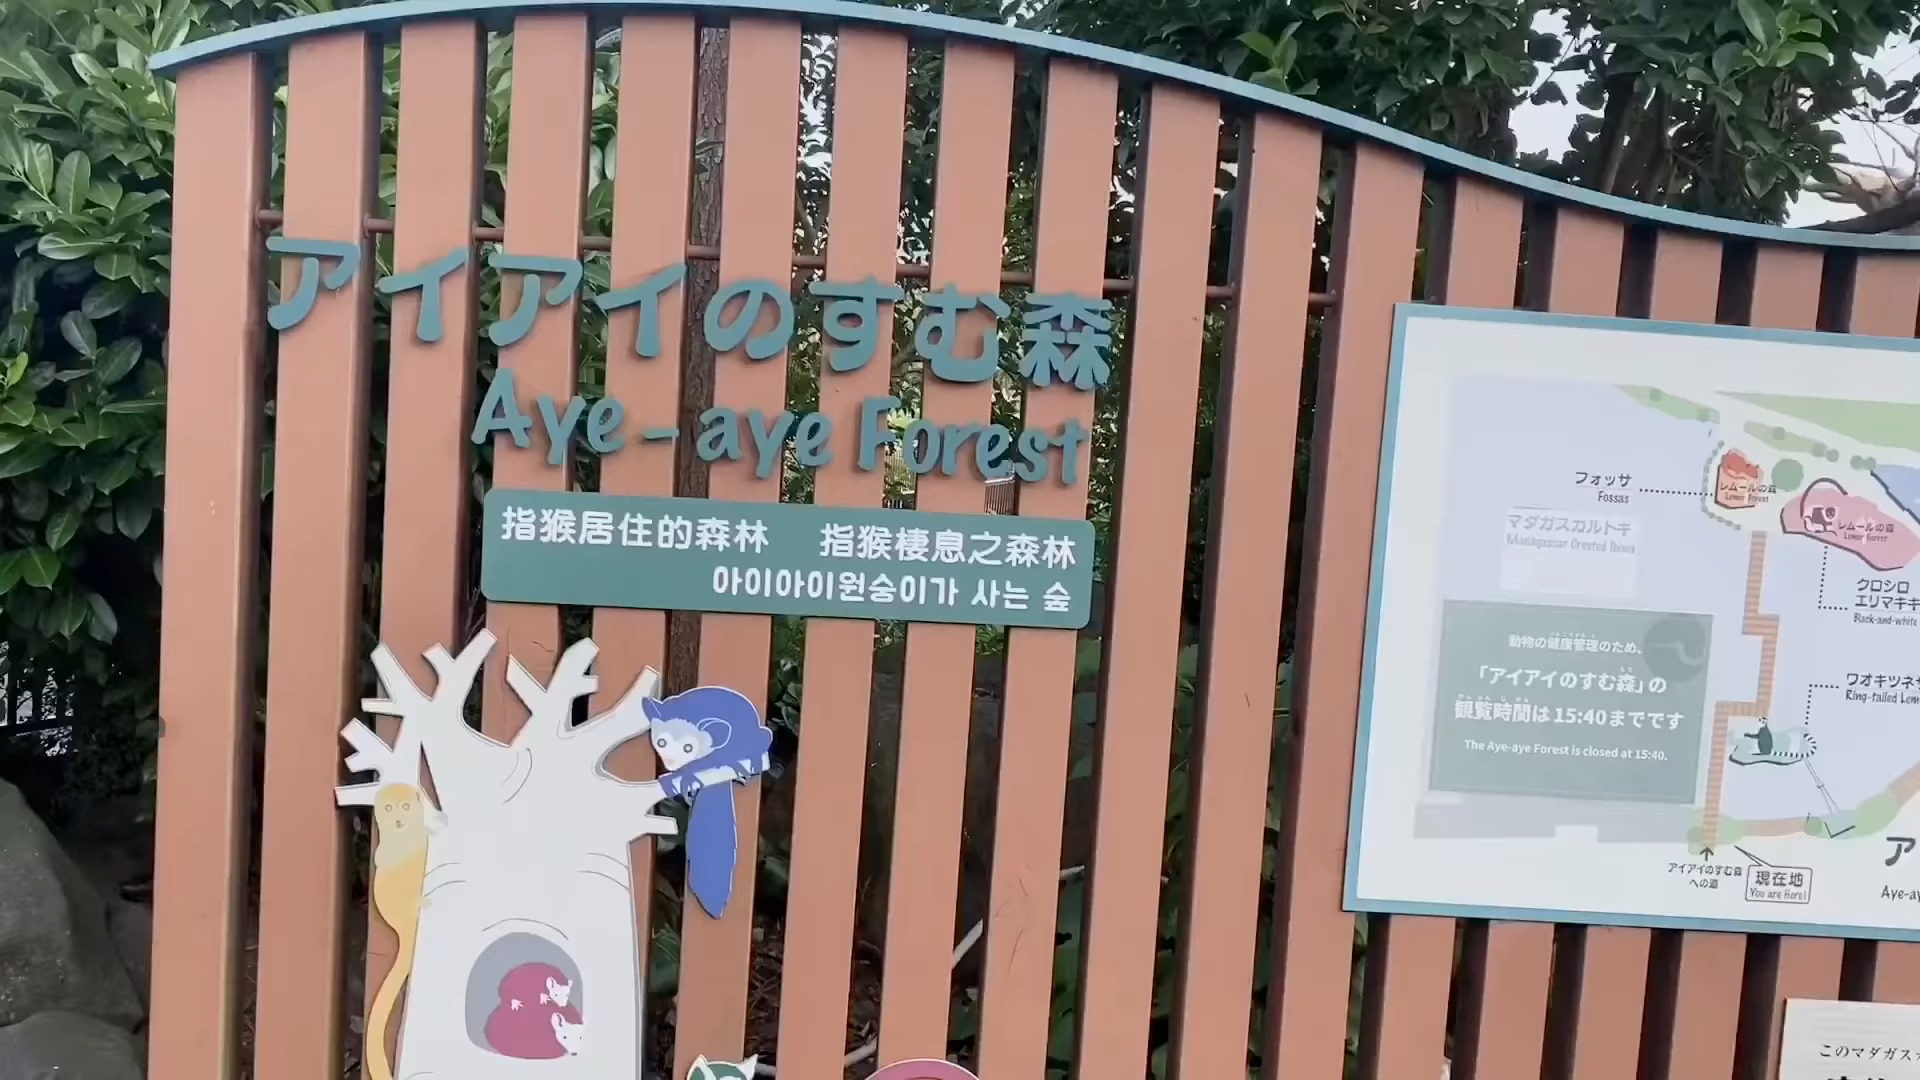 アイアイのすむ森
Aye-aye Forest
指猴居住的森林 指猴棲息之森林
아이아이원숭이가 사는 숲
フォッサ
Fossas
マダガスカルトキ
Madagascar Crested Ibises
レムールの森
Lemur Forest
レムールの森
Lemur Forest
クロシロ
エリマキキ
Black-and-white
ワオキツネザ
Ring-tailed Lem
動物の健康管理のため、
「アイアイのすむ森」の
観覧時間は15:40までです
The Aye-aye Forest is closed at 15:40.
アイアイのすむ森
への道
現在地
You are Here!
ア
Aye-ay
このマダガスカ